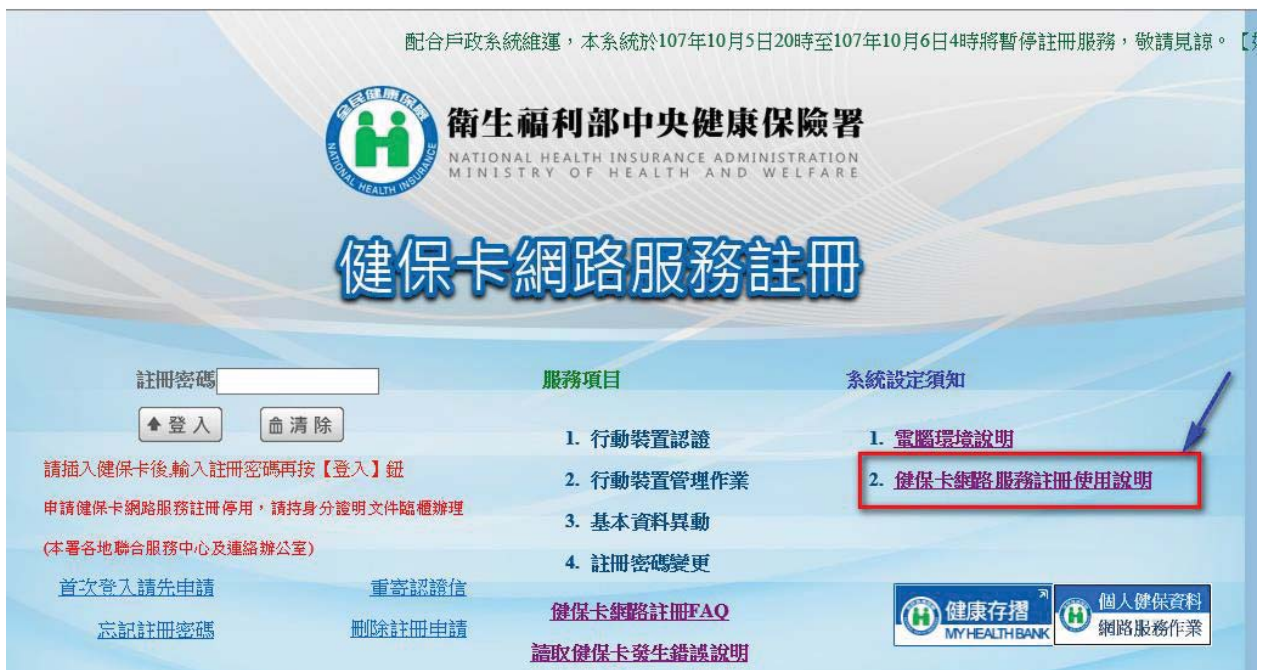 配合戶政系統維運，本系統於107年10月5日20時至107年10月6日4時將暫停註冊服務，敬請見諒。【
全民健康保險
NATIONAL HEALTH INSURANCE
衛生福利部中央健康保險署
NATIONAL HEALTH INSURANCE ADMINISTRATION
MINISTRY OF HEALTH AND WELFARE
健保卡網路服務註冊
註冊密碼
登入 清除
請插入健保卡後,輸入註冊密碼再按【登入】鈕
申請健保卡網路服務註冊停用，請持身分證明文件臨櫃辦理
(本署各地聯合服務中心及連絡辦公室)
首次登入請先申請 重寄認證信
忘記註冊密碼 刪除註冊申請
服務項目
1. 行動裝置認證
2. 行動裝置管理作業
3. 基本資料異動
4. 註冊密碼變更
健保卡網路註冊FAQ
讀取健保卡發生錯誤說明
系統設定須知
1. 電腦環境說明
2. 健保卡網路服務註冊使用說明
健康存摺
MY HEALTH BANK
個人健保資料
網路服務作業